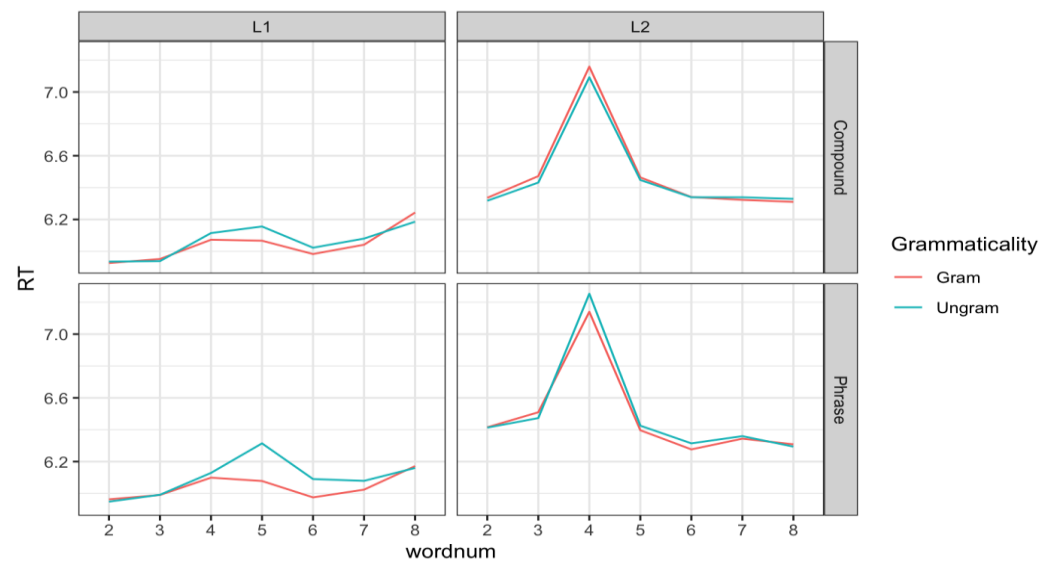 L1 L2
7.0
6.6
6.2
Compound
7.0
6.6
6.2
Phrase
RT
2 3 4 5 6 7 8 2 3 4 5 6 7 8
wordnum
Grammaticality
Gram
Ungram